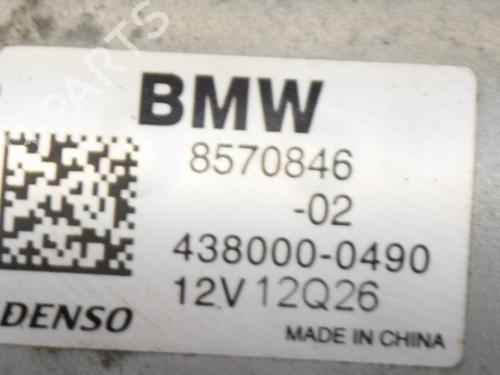 BMW
8570846
-02
438000-0490
12V 12Q26
DENSO
MADE IN CHINA